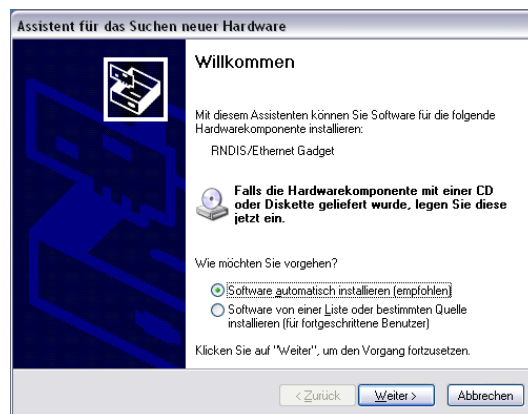 Assistent für das Suchen neuer Hardware
Willkommen
Mit diesem Assistenten können Sie Software für die folgende
Hardwarekomponente installieren:
RNDIS/Ethernet Gadget
Falls die Hardwarekomponente mit einer CD
oder Diskette geliefert wurde, legen Sie diese
jetzt ein.
Wie möchten Sie vorgehen?
Software automatisch installieren (empfohlen)
Software von einer Liste oder bestimmten Quelle
installieren (für fortgeschrittene Benutzer)
Klicken Sie auf "Weiter", um den Vorgang fortzusetzen.
< Zurück Weiter > Abbrechen